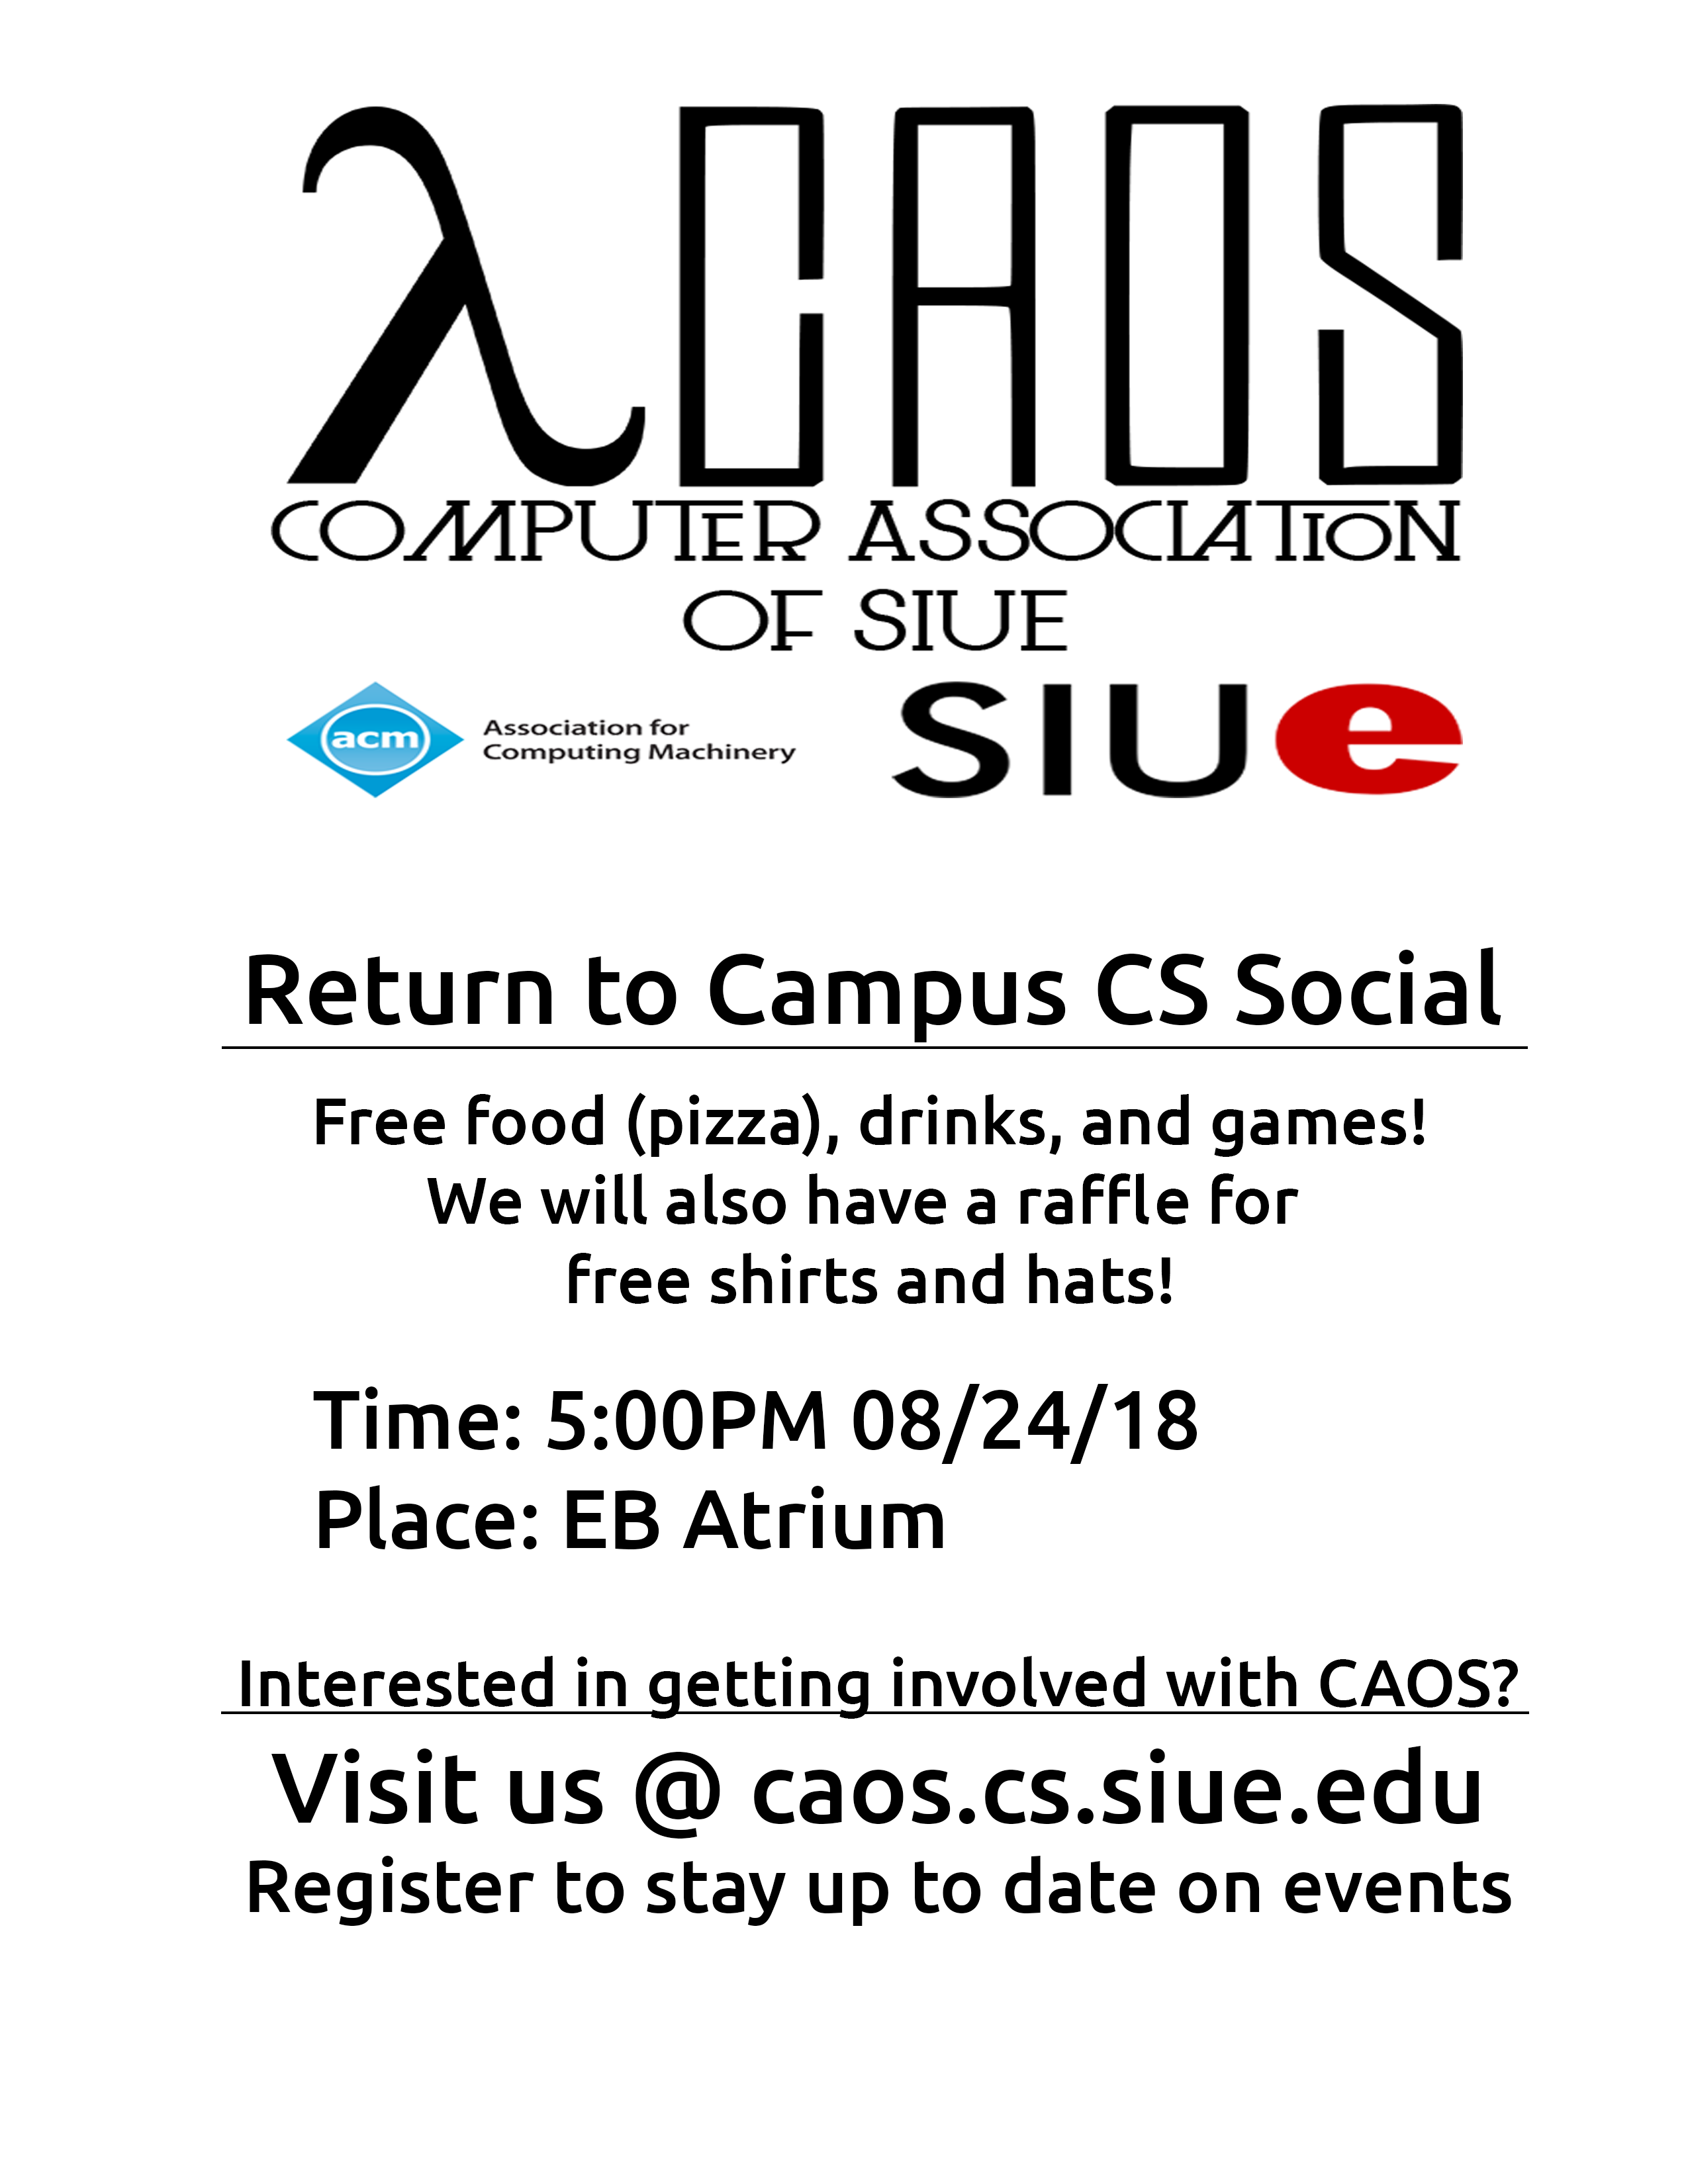 λCAOS
COMPUTER ASSOCIATION
OF SIUE
acm Association for
Computing Machinery
SIUe
Return to Campus CS Social
Free food (pizza), drinks, and games!
We will also have a raffle for
free shirts and hats!
Time: 5:00PM 08/24/18
Place: EB Atrium
Interested in getting involved with CAOS?
Visit us @ caos.cs.siue.edu
Register to stay up to date on events